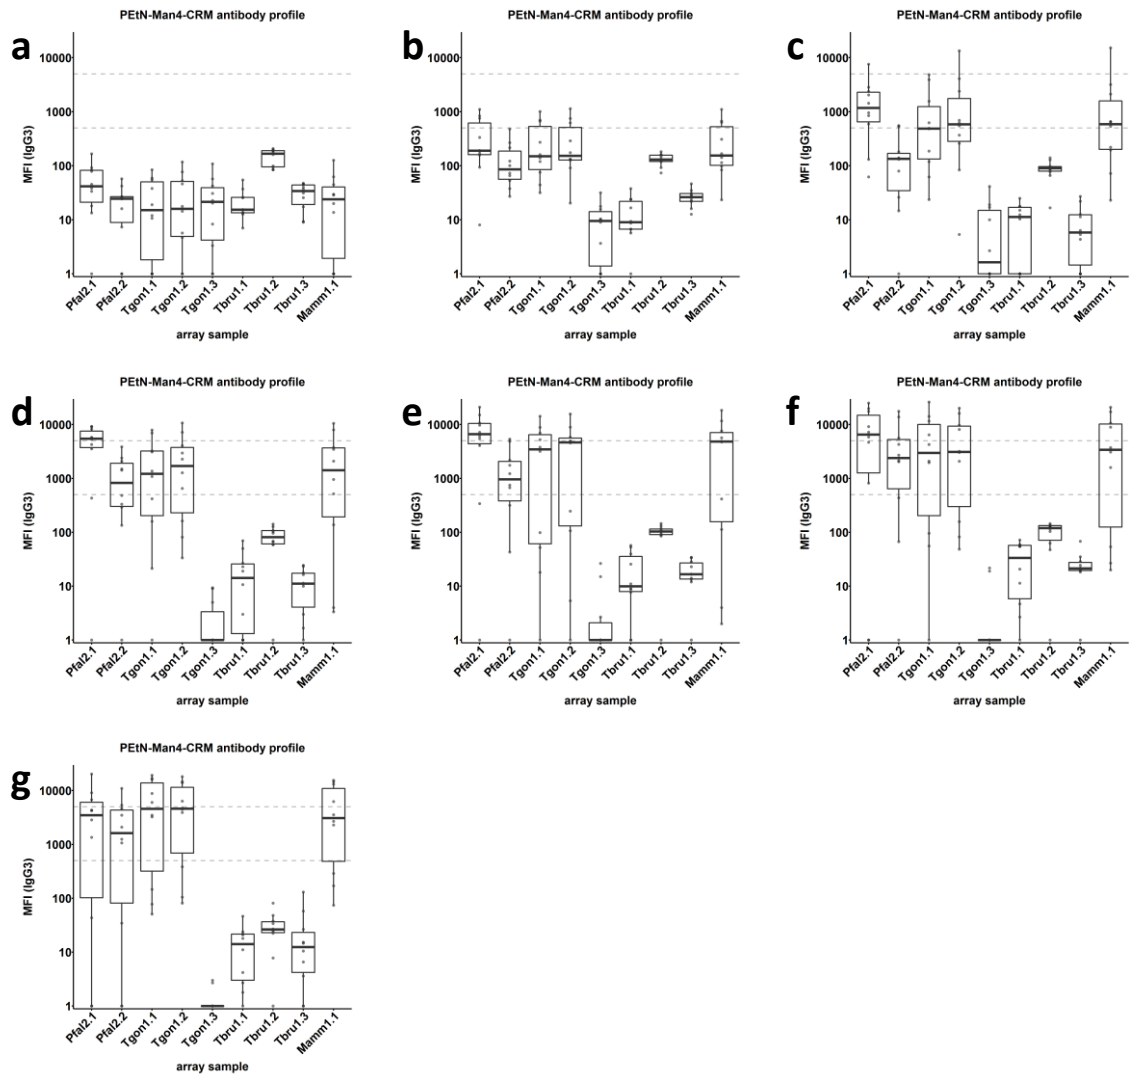 PEtN-Man4-CRM antibody profile
a
MFI (IgG3)
10000
1000
100
10
1
Pfal2.1
Pfal2.2
Tgon1.1
Tgon1.2
Tgon1.3
Tbru1.1
Tbru1.2
Tbru1.3
Mamm1.1
array sample
PEtN-Man4-CRM antibody profile
b
MFI (IgG3)
10000
1000
100
10
1
Pfal2.1
Pfal2.2
Tgon1.1
Tgon1.2
Tgon1.3
Tbru1.1
Tbru1.2
Tbru1.3
Mamm1.1
array sample
PEtN-Man4-CRM antibody profile
c
MFI (IgG3)
10000
1000
100
10
1
Pfal2.1
Pfal2.2
Tgon1.1
Tgon1.2
Tgon1.3
Tbru1.1
Tbru1.2
Tbru1.3
Mamm1.1
array sample
PEtN-Man4-CRM antibody profile
d
MFI (IgG3)
10000
1000
100
10
1
Pfal2.1
Pfal2.2
Tgon1.1
Tgon1.2
Tgon1.3
Tbru1.1
Tbru1.2
Tbru1.3
Mamm1.1
array sample
PEtN-Man4-CRM antibody profile
e
MFI (IgG3)
10000
1000
100
10
1
Pfal2.1
Pfal2.2
Tgon1.1
Tgon1.2
Tgon1.3
Tbru1.1
Tbru1.2
Tbru1.3
Mamm1.1
array sample
PEtN-Man4-CRM antibody profile
f
MFI (IgG3)
10000
1000
100
10
1
Pfal2.1
Pfal2.2
Tgon1.1
Tgon1.2
Tgon1.3
Tbru1.1
Tbru1.2
Tbru1.3
Mamm1.1
array sample
PEtN-Man4-CRM antibody profile
g
MFI (IgG3)
10000
1000
100
10
1
Pfal2.1
Pfal2.2
Tgon1.1
Tgon1.2
Tgon1.3
Tbru1.1
Tbru1.2
Tbru1.3
Mamm1.1
array sample